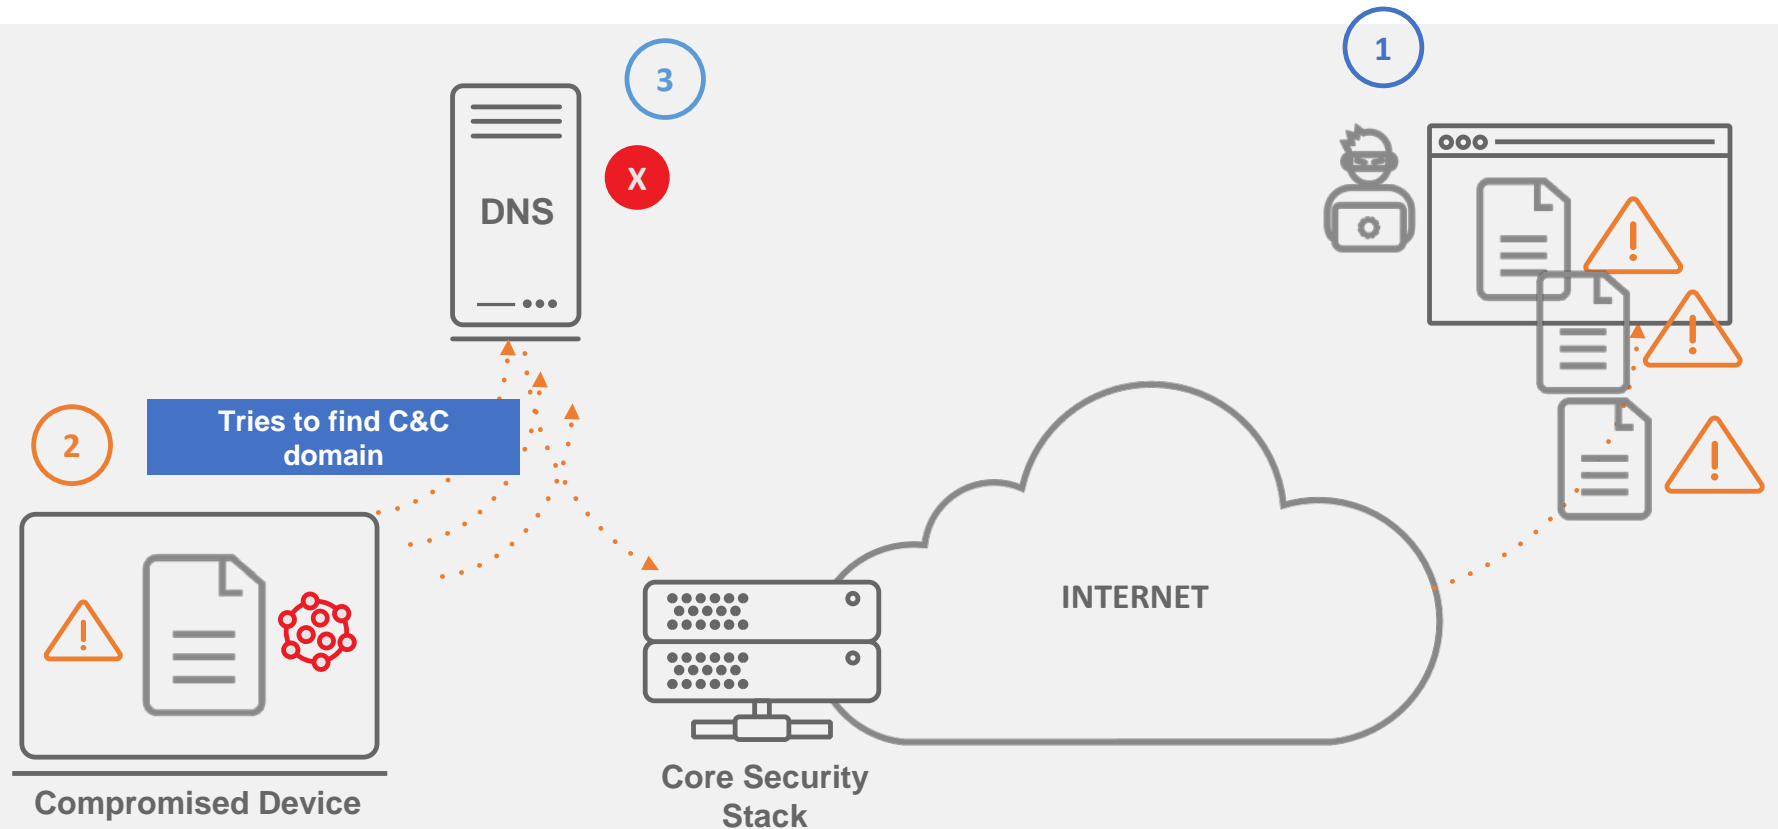 1
3
X
DNS
2
Tries to find C&C
domain
INTERNET
Core Security
Stack
Compromised Device